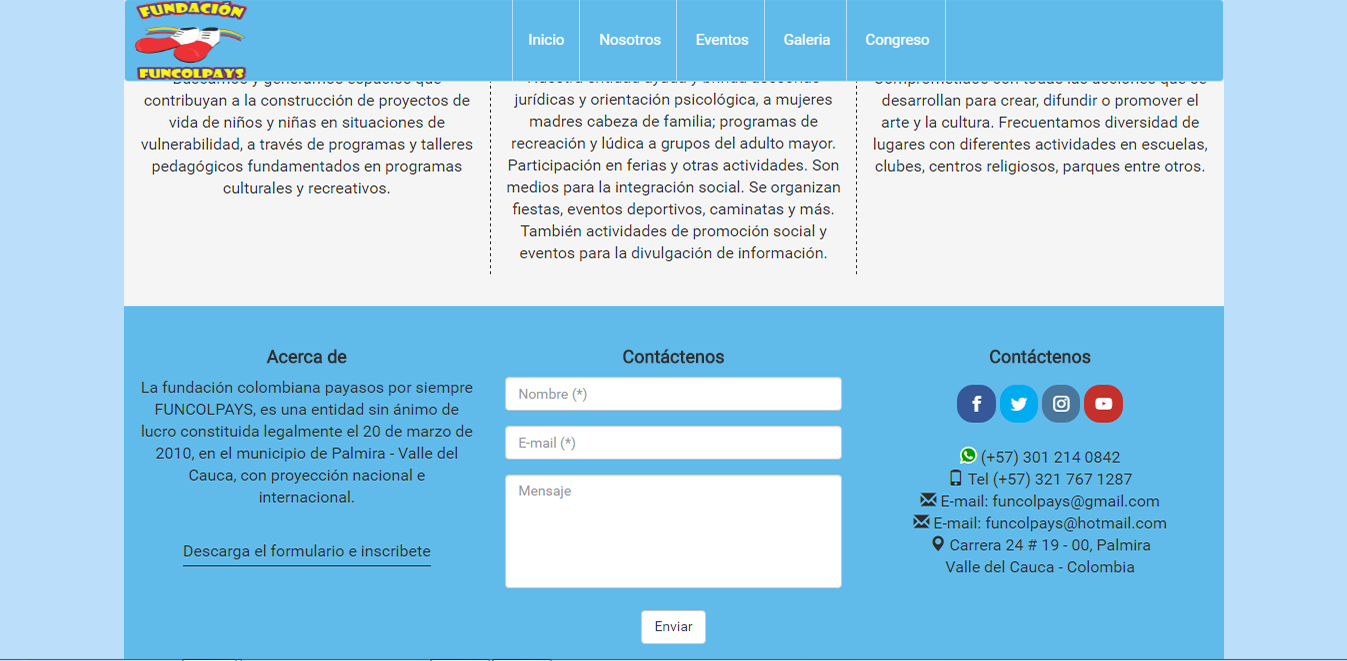 FUNDACIÓN
FUNCOLPAYS
Inicio
Nosotros
Eventos
Galeria
Congreso
contribuyan a la construcción de proyectos de
vida de niños y niñas en situaciones de
vulnerabilidad, a través de programas y talleres
pedagógicos fundamentados en programas
culturales y recreativos.
jurídicas y orientación psicológica, a mujeres
madres cabeza de familia; programas de
recreación y lúdica a grupos del adulto mayor.
Participación en ferias y otras actividades. Son
medios para la integración social. Se organizan
fiestas, eventos deportivos, caminatas y más.
También actividades de promoción social y
eventos para la divulgación de información.
desarrollan para crear, difundir o promover el
arte y la cultura. Frecuentamos diversidad de
lugares con diferentes actividades en escuelas,
clubes, centros religiosos, parques entre otros.
Acerca de
La fundación colombiana payasos por siempre
FUNCOLPAYS, es una entidad sin ánimo de
lucro constituida legalmente el 20 de marzo de
2010, en el municipio de Palmira - Valle del
Cauca, con proyección nacional e
internacional.
Descarga el formulario e inscribete
Contáctenos
Nombre (*)
E-mail (*)
Mensaje
Enviar
Contáctenos
(+57) 301 214 0842
Tel (+57) 321 767 1287
E-mail: funcolpays@gmail.com
E-mail: funcolpays@hotmail.com
Carrera 24 # 19 - 00, Palmira
Valle del Cauca - Colombia